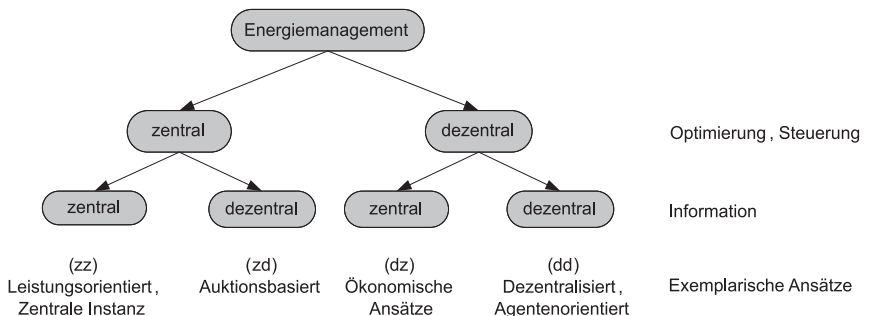 Energiemanagement
zentral dezentral Optimierung , Steuerung
zentral dezentral zentral dezentral Information
(zz) (zd) (dz) (dd)
Leistungsorientiert , Auktionsbasiert Ökonomische Dezentralisiert , Exemplarische Ansätze
Zentrale Instanz Ansätze Agentenorientiert